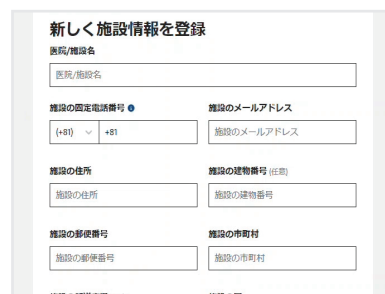 新しく施設情報を登録
医院/施設名
医院/施設名
施設の固定電話番号
施設のメールアドレス
(+81) +81
施設のメールアドレス
施設の住所
施設の建物番号 (任意)
施設の住所
施設の建物番号
施設の郵便番号
施設の市町村
施設の郵便番号
施設の市町村